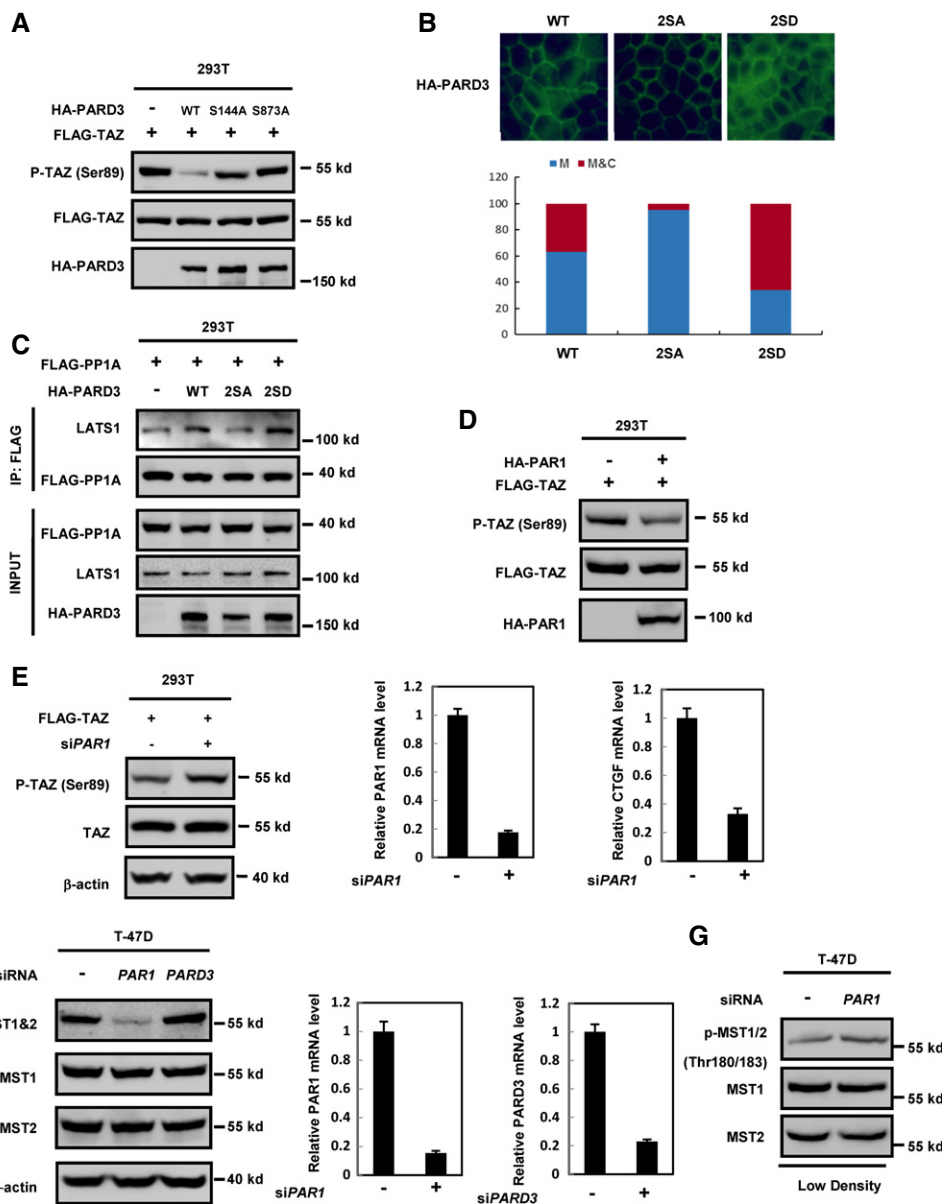 A
293T
HA-PARD3 - WT S144A S873A
FLAG-TAZ + + + +
P-TAZ (Ser89) 55 kd
FLAG-TAZ 55 kd
HA-PARD3
150 kd
B
WT 2SA 2SD
HA-PARD3
M M&C
120
100
80
60
40
20
0
WT 2SA 2SD
C
293T
FLAG-PP1A + + + +
HA-PARD3 - WT 2SA 2SD
IP: FLAG
LATS1
100 kd
FLAG-PP1A 40 kd
INPUT
FLAG-PP1A 40 kd
LATS1 100 kd
HA-PARD3
150 kd
D
293T
HA-PAR1 - +
FLAG-TAZ + +
P-TAZ (Ser89) 55 kd
FLAG-TAZ 55 kd
HA-PAR1 100 kd
E
293T
FLAG-TAZ + +
siPAR1 - +
P-TAZ (Ser89) 55 kd
TAZ 55 kd
β-actin 40 kd
Relative PAR1 mRNA level
1.2
1
0.8
0.6
0.4
0.2
0
siPAR1 - +
Relative CTGF mRNA level
1.2
1
0.8
0.6
0.4
0.2
0
siPAR1 - +
T-47D
siRNA - PAR1 PARD3
ST1&2 55 kd
MST1 55 kd
MST2 55 kd
-actin 40 kd
Relative PAR1 mRNA level
1.2
1
0.8
0.6
0.4
0.2
0
siPAR1 - +
Relative PARD3 mRNA level
1.2
1
0.8
0.6
0.4
0.2
0
siPARD3 - +
G
T-47D
siRNA - PAR1
p-MST1/2
(Thr180/183) 55 kd
MST1
55 kd
MST2
55 kd
Low Density